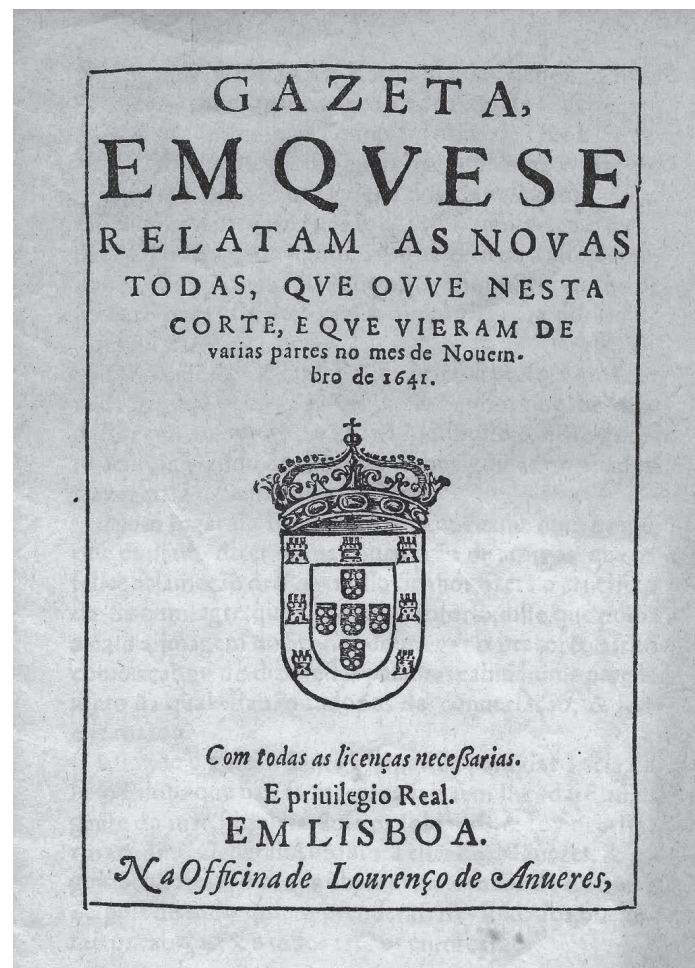 GAZETA,
EM QVE SE
RELATAM AS NOVAS
TODAS, QVE OVVE NESTA
CORTE, E QVE VIERAM DE
varias partes no mes de Nouem-
bro de 1641.
Com todas as licenças neceſſarias.
E priuilegio Real.
EM LISBOA.
Na Officina de Lourenço de Anueres,